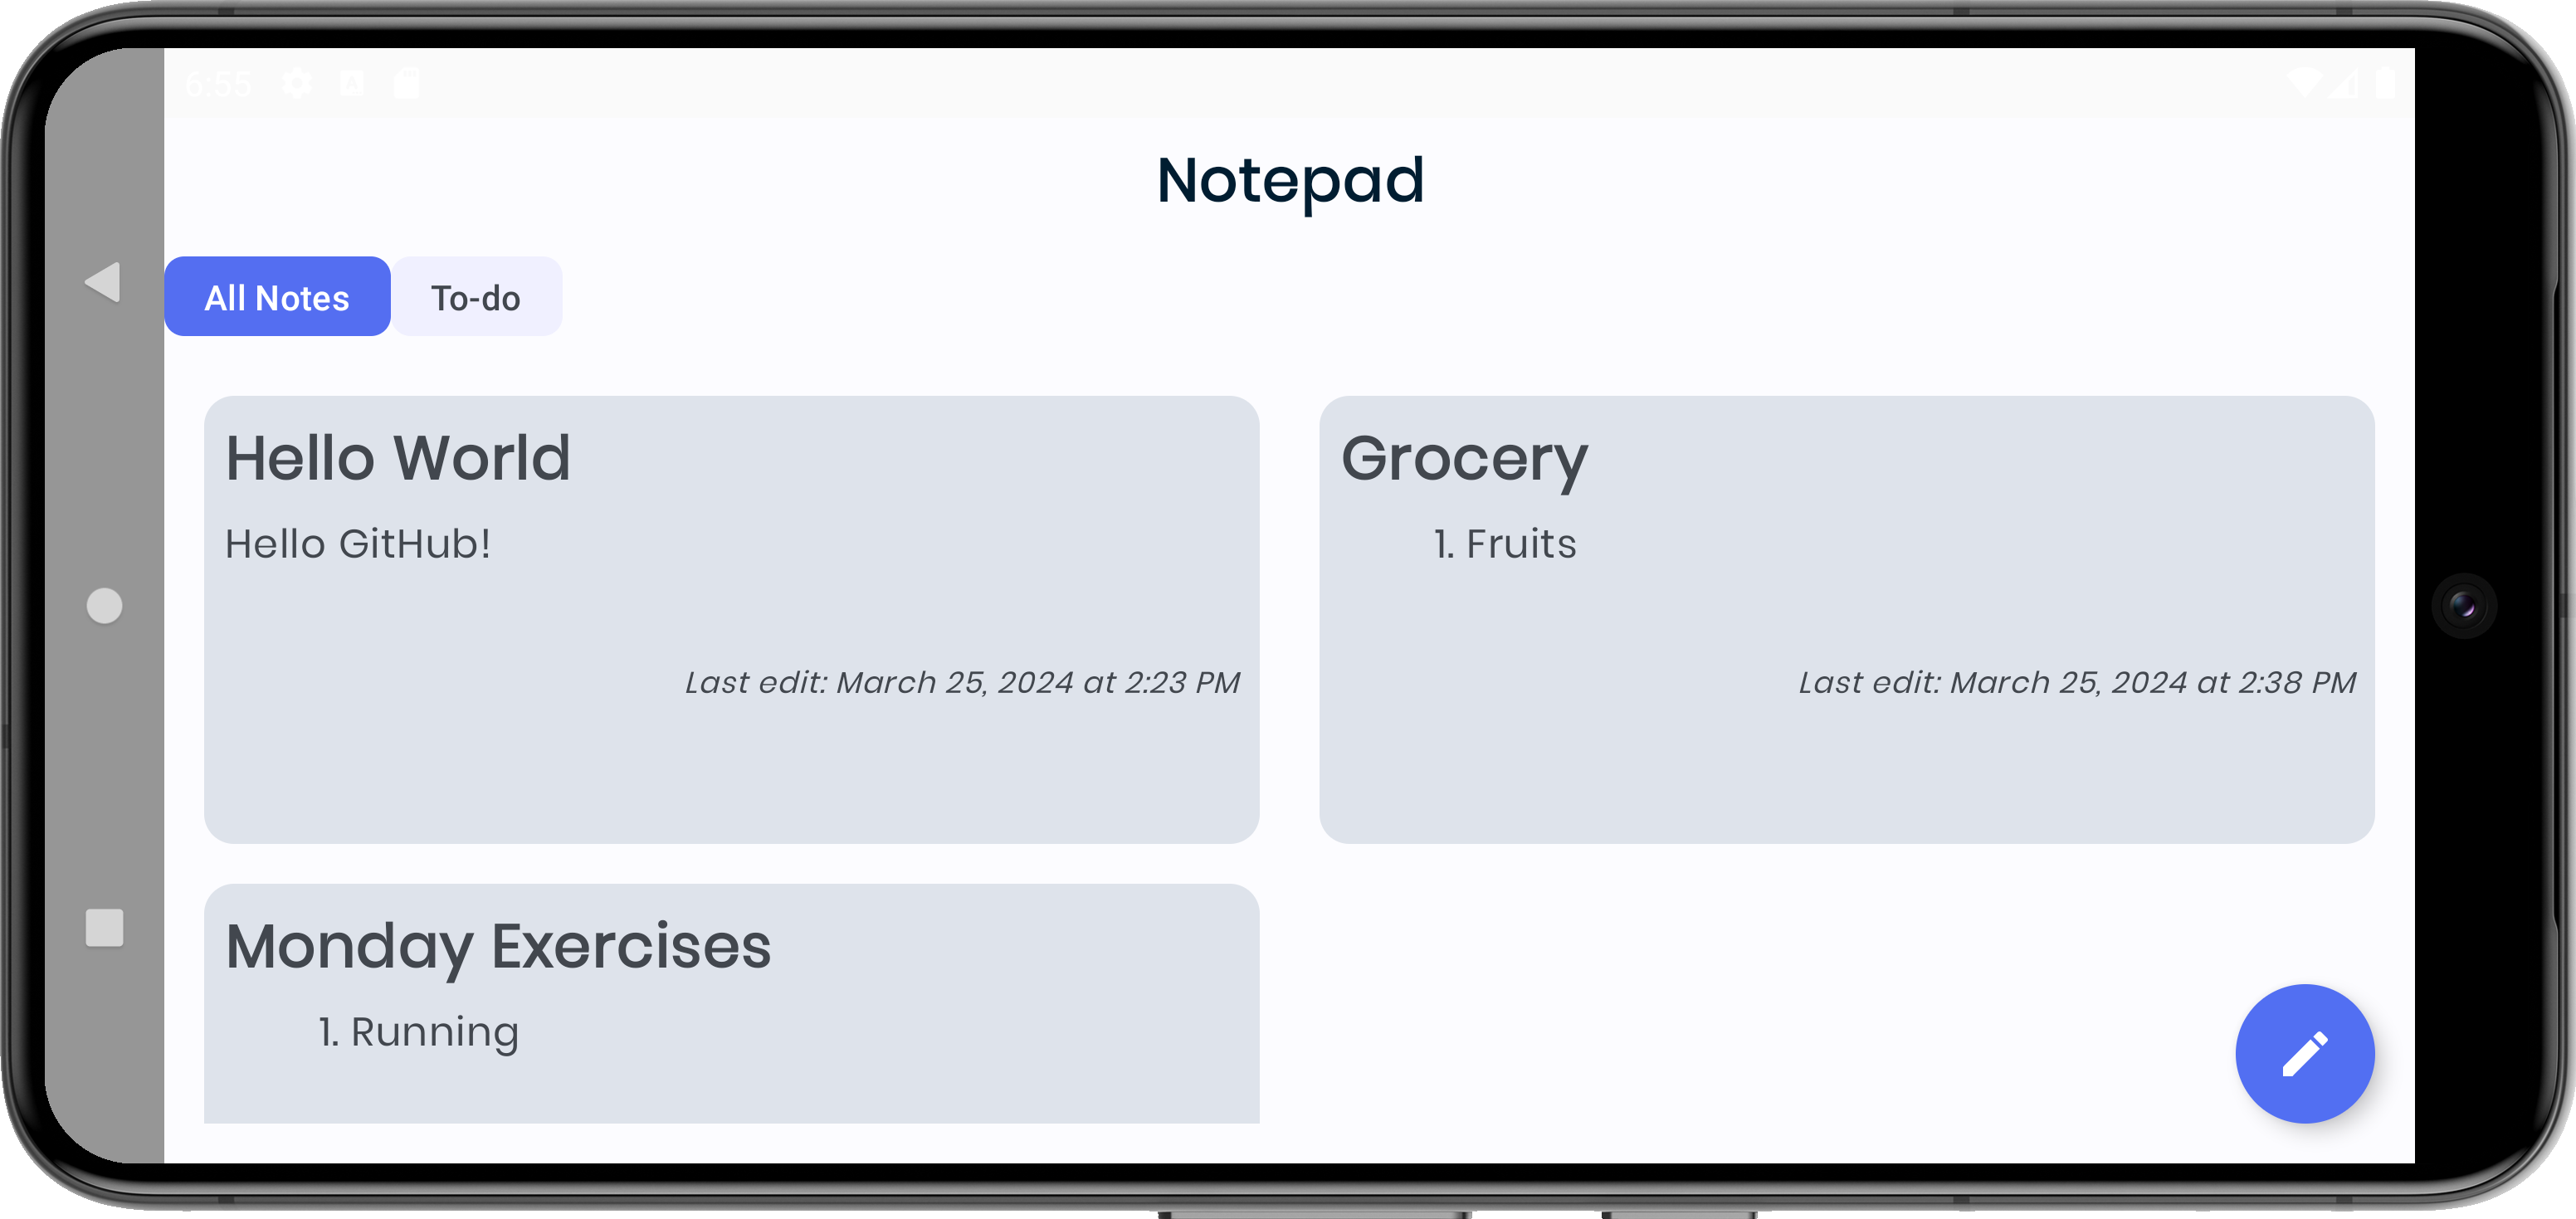 6:55
Notepad
All Notes
To-do
Hello World
Hello GitHub!
Last edit: March 25, 2024 at 2:23 PM
Grocery
1. Fruits
Last edit: March 25, 2024 at 2:38 PM
Monday Exercises
1. Running